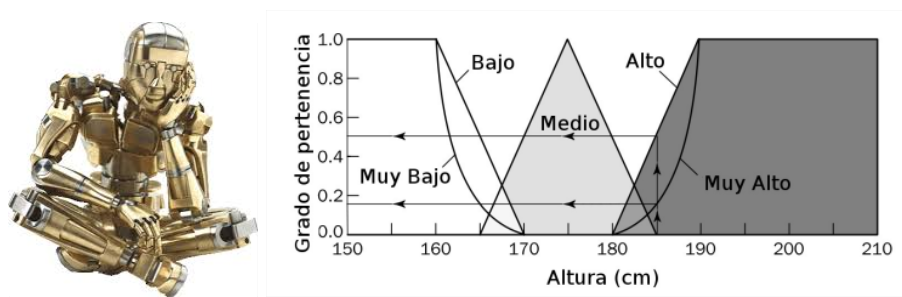 Grado de pertenencia
1.0
0.8
0.6
0.4
0.2
0.0
Bajo
Alto
Medio
Muy Bajo
Muy Alto
150 160 170 180 190 200 210
Altura (cm)